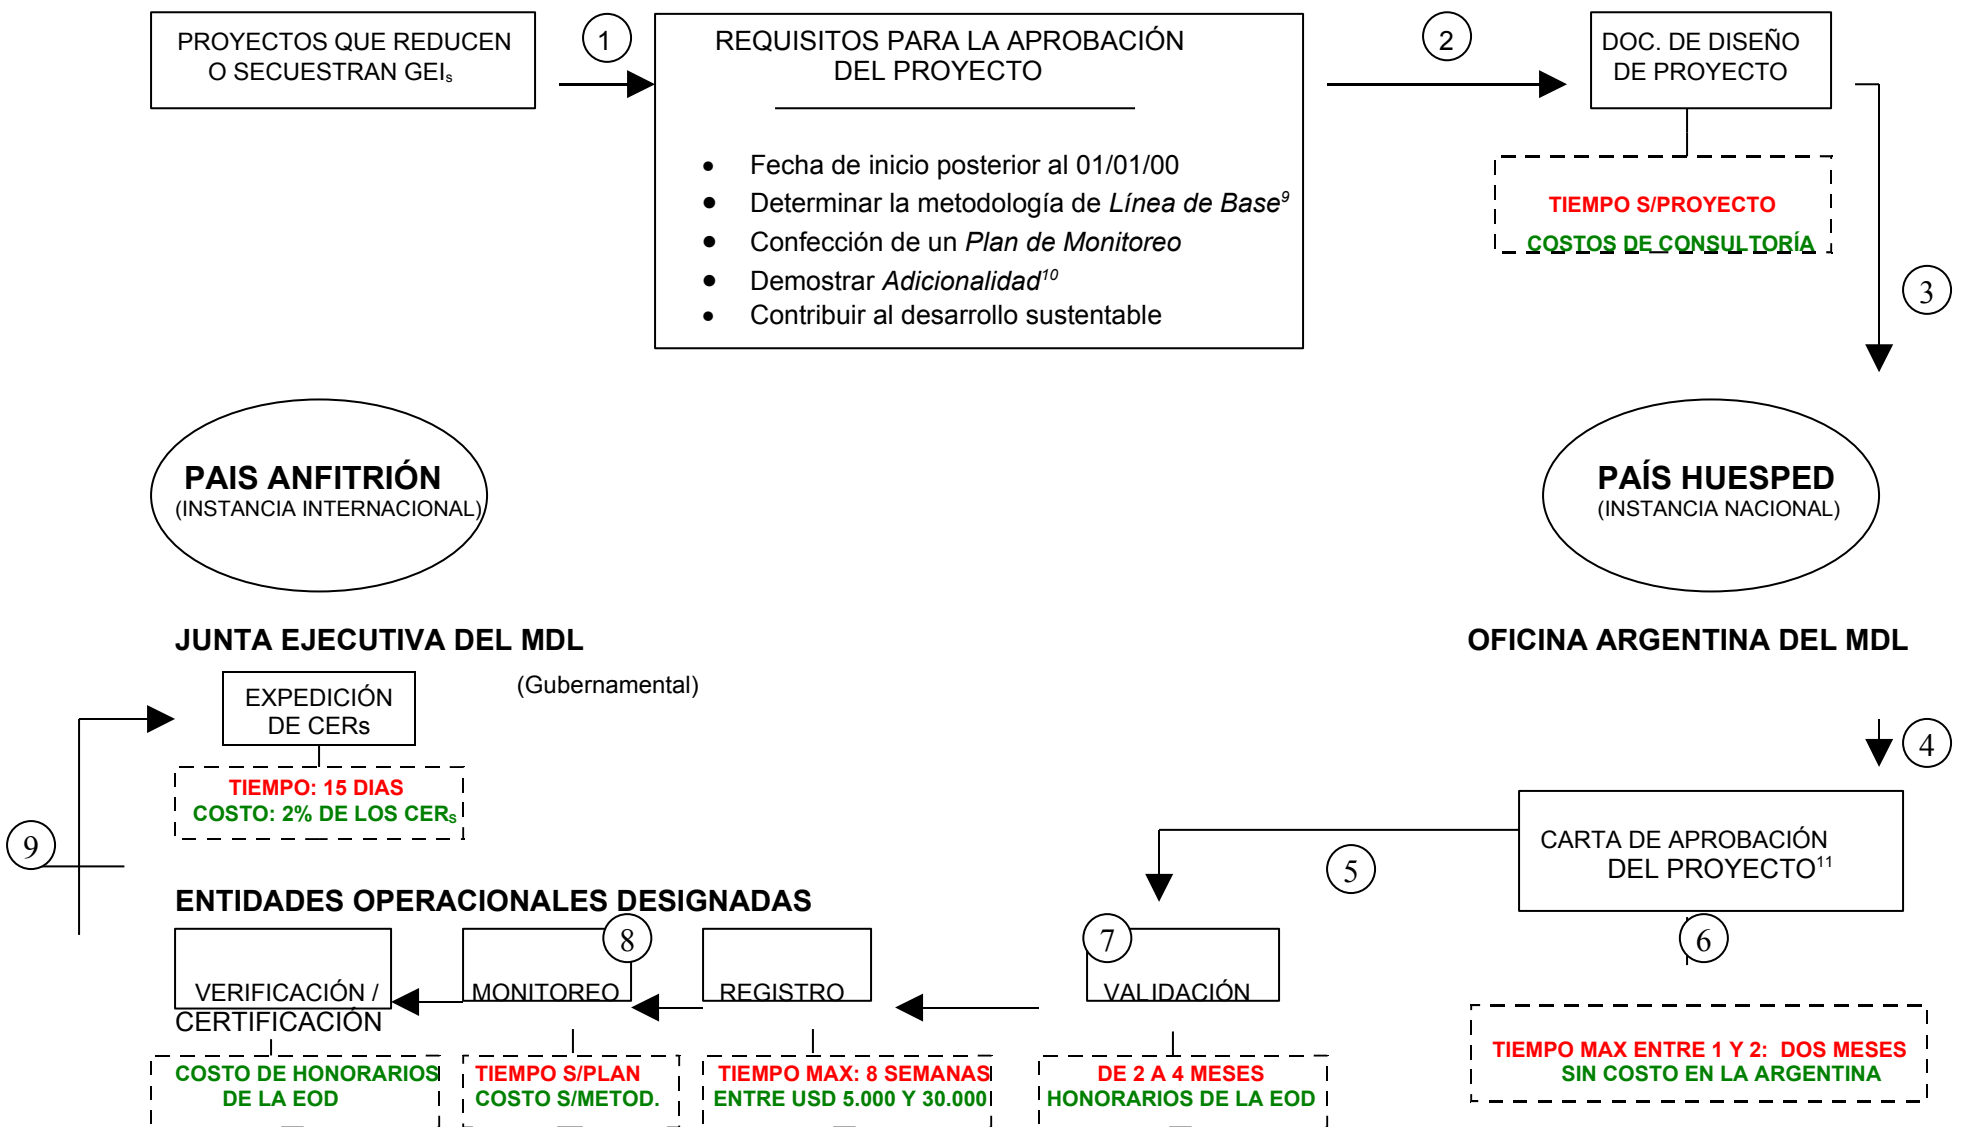 PROYECTOS QUE REDUCEN
O SECUESTRAN GEIs
1
REQUISITOS PARA LA APROBACIÓN
DEL PROYECTO
• Fecha de inicio posterior al 01/01/00
• Determinar la metodología de Línea de Base9
• Confección de un Plan de Monitoreo
• Demostrar Adicionalidad10
• Contribuir al desarrollo sustentable
2
DOC. DE DISEÑO
DE PROYECTO
TIEMPO S/PROYECTO
COSTOS DE CONSULTORÍA
3
PAIS ANFITRIÓN
(INSTANCIA INTERNACIONAL)
PAÍS HUESPED
(INSTANCIA NACIONAL)
JUNTA EJECUTIVA DEL MDL
(Gubernamental)
OFICINA ARGENTINA DEL MDL
EXPEDICIÓN
DE CERs
TIEMPO: 15 DIAS
COSTO: 2% DE LOS CERs
4
CARTA DE APROBACIÓN
DEL PROYECTO11
5
9
ENTIDADES OPERACIONALES DESIGNADAS
6
7
8
VERIFICACIÓN /
CERTIFICACIÓN
MONITOREO
REGISTRO
VALIDACIÓN
COSTO DE HONORARIOS
DE LA EOD
TIEMPO S/PLAN
COSTO S/METOD.
TIEMPO MAX: 8 SEMANAS
ENTRE USD 5.000 Y 30.000
DE 2 A 4 MESES
HONORARIOS DE LA EOD
TIEMPO MAX ENTRE 1 Y 2: DOS MESES
SIN COSTO EN LA ARGENTINA